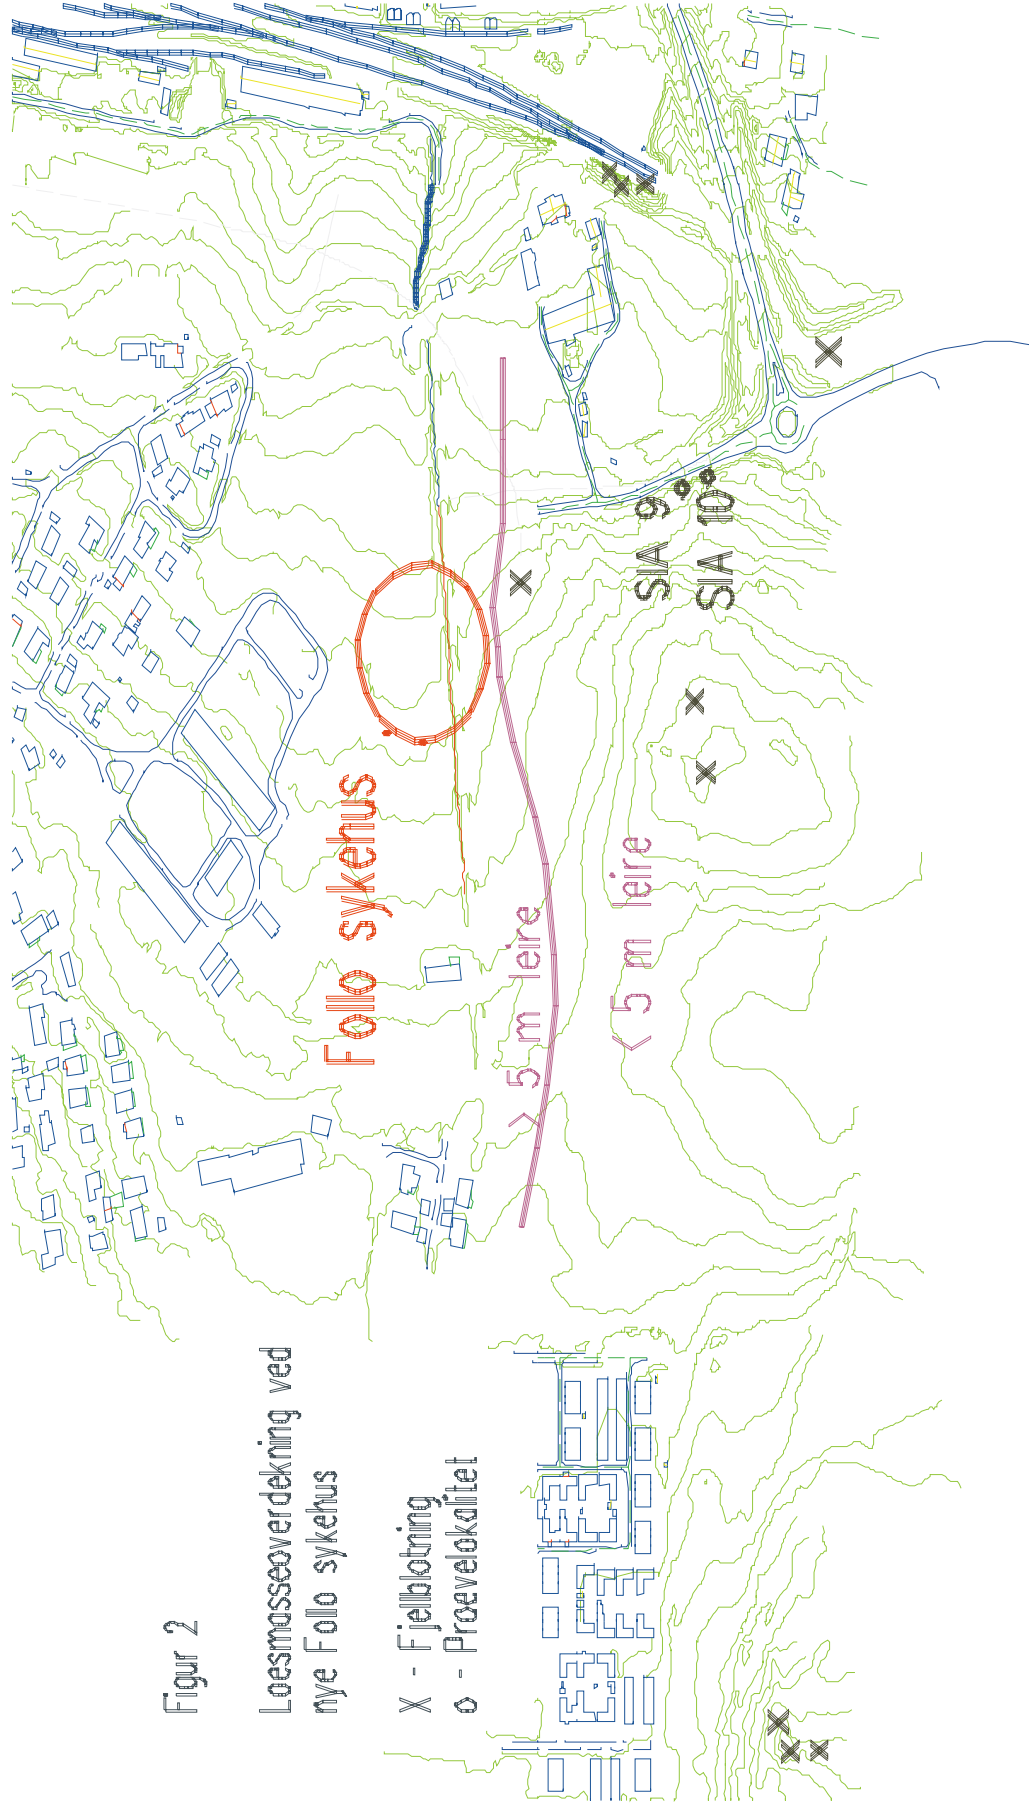 Figur 2
Loesmasseoverdekning ved
nye Follo sykehus
X - Fjellblotning
o - Proevelokalitet
Follo sykehus
> 5 m leire
< 5 m leire
SIA 9
SIA 10